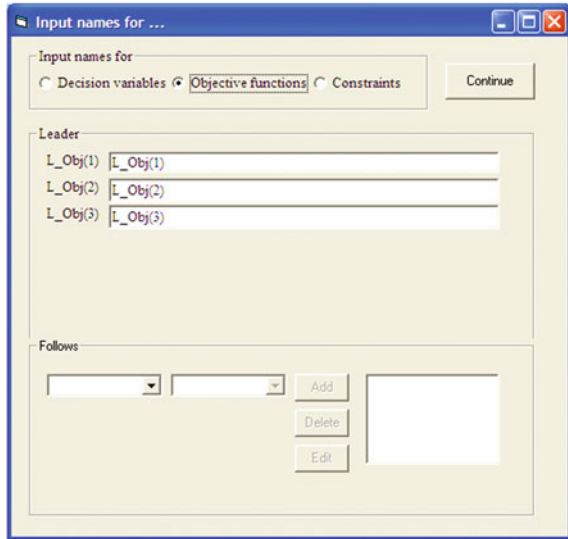 Input names for ...
Input names for
Decision variables Objective functions Constraints
Continue
Leader
L_Obj(1) L_Obj(1)
L_Obj(2) L_Obj(2)
L_Obj(3) L_Obj(3)
Follows
Add
Delete
Edit